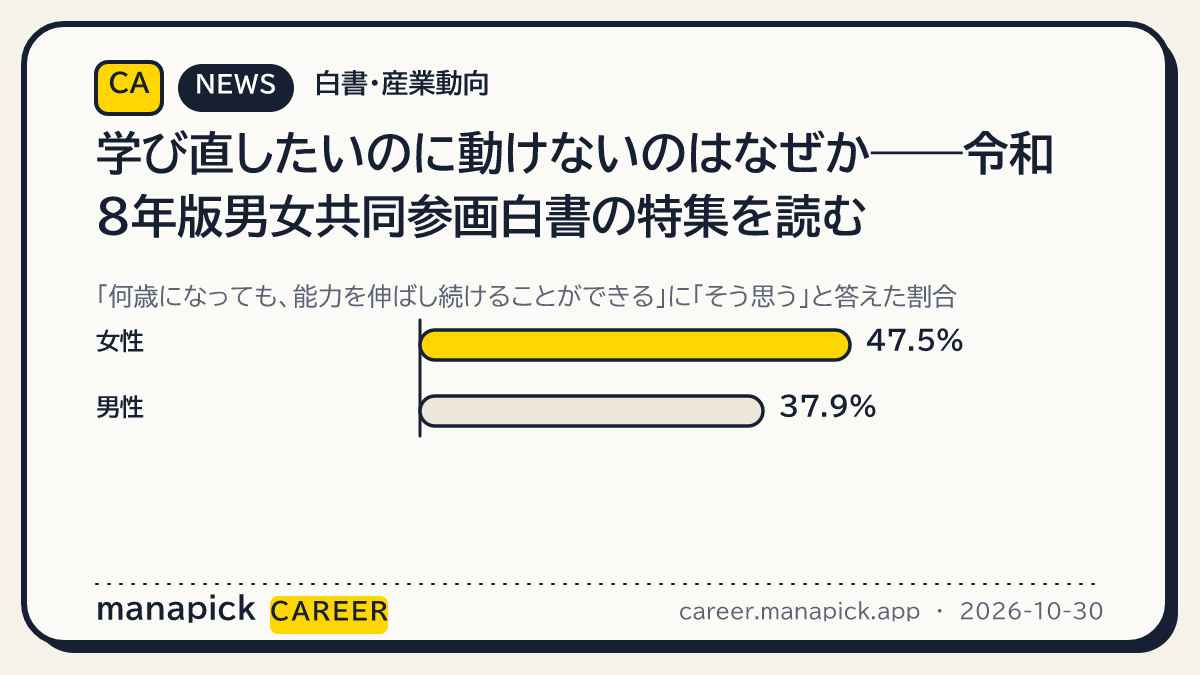 CA NEWS 白書・産業動向
学び直したいのに動けないのはなぜか――令和
8年版男女共同参画白書の特集を読む
「何歳になっても、能力を伸ばし続けることができる」に「そう思う」と答えた割合
女性 47.5%
男性 37.9%
manapick CAREER career.manapick.app ・ 2026-10-30